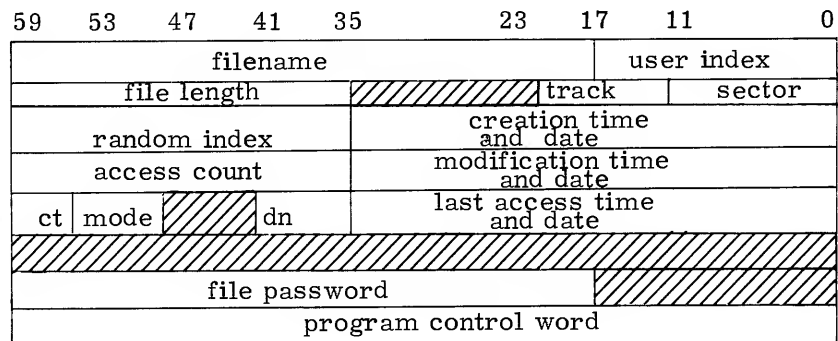 59 53 47 41 35 23 17 11 0
filename user index
file length track sector
random index creation time and date
access count modification time and date
ct mode dn last access time and date
file password
program control word